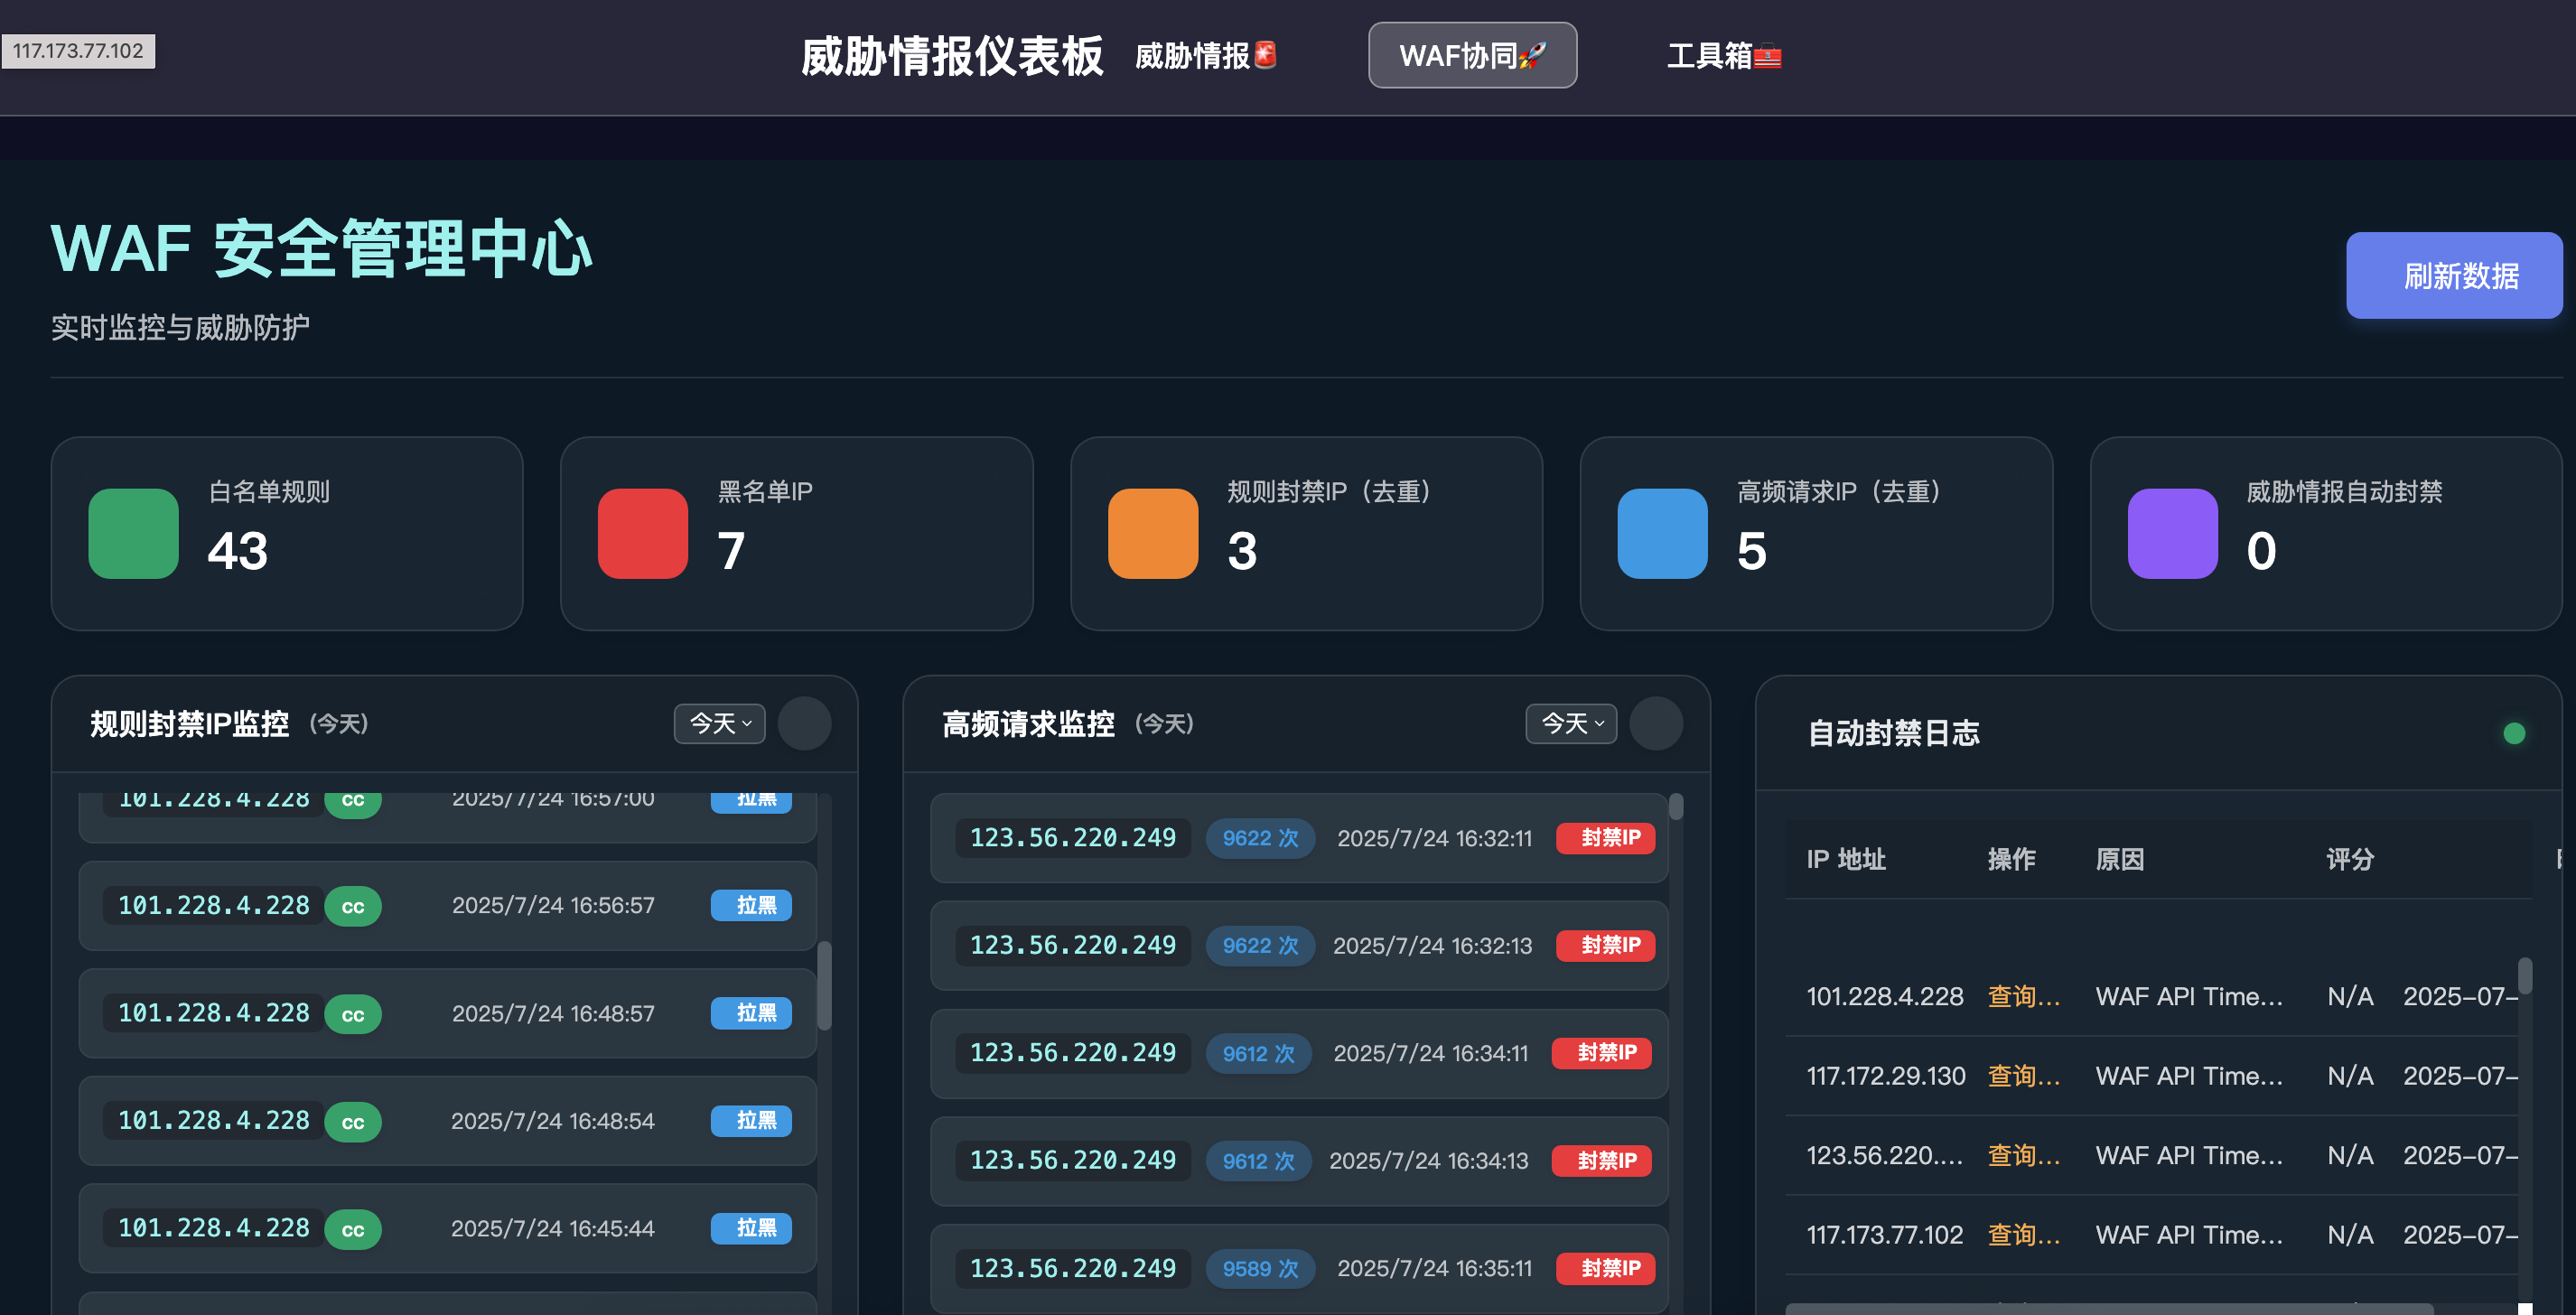 117.173.77.102
威胁情报仪表板 威胁情报🚨 WAF协同🚀 工具箱🧰
WAF 安全管理中心
实时监控与威胁防护
刷新数据
白名单规则
43
黑名单IP
7
规则封禁IP（去重）
3
高频请求IP（去重）
5
威胁情报自动封禁
0
规则封禁IP监控 (今天) 今天
101.228.4.228 cc 2025/7/24 16:57:00 拉黑
101.228.4.228 cc 2025/7/24 16:56:57 拉黑
101.228.4.228 cc 2025/7/24 16:48:57 拉黑
101.228.4.228 cc 2025/7/24 16:48:54 拉黑
101.228.4.228 cc 2025/7/24 16:45:44 拉黑
高频请求监控 (今天) 今天
123.56.220.249 9622 次 2025/7/24 16:32:11 封禁IP
123.56.220.249 9622 次 2025/7/24 16:32:13 封禁IP
123.56.220.249 9612 次 2025/7/24 16:34:11 封禁IP
123.56.220.249 9612 次 2025/7/24 16:34:13 封禁IP
123.56.220.249 9589 次 2025/7/24 16:35:11 封禁IP
自动封禁日志
IP 地址 操作 原因 评分
101.228.4.228 查询... WAF API Time... N/A 2025-07-
117.172.29.130 查询... WAF API Time... N/A 2025-07-
123.56.220.... 查询... WAF API Time... N/A 2025-07-
117.173.77.102 查询... WAF API Time... N/A 2025-07-